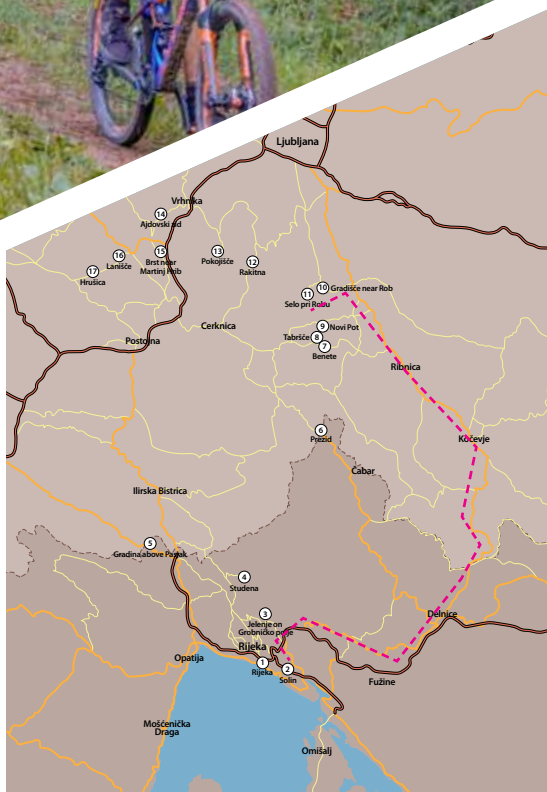 Ljubljana
Vrhnika
14
Ajdovski zid
16
Lanišče
15
Brst near
Martinj Hrib
13
Pokojišče
12
Rakitna
17
Hrušica
10 Gradišče near Rob
11
Selo pri Robu
Cerknica
9 Novi Pot
Tabršče 8
7
Benete
Postojna
Ribnica
6
Prezid
Kočevje
Čabar
Ilirska Bistrica
5
Gradina above Pasjak
4
Studena
3
Jelenje on
Grobničko polje
Delnice
Rijeka
Opatija
1
Rijeka
2
Solin
Fužine
Mošćenička
Draga
Omišalj